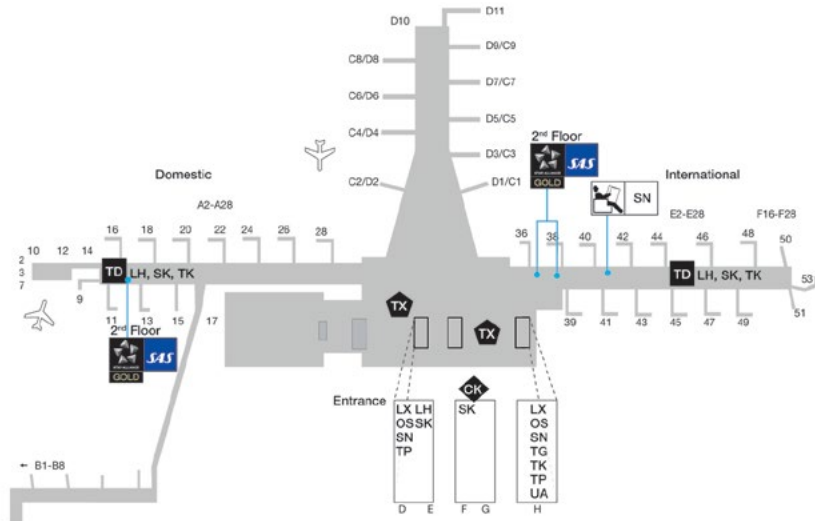 D10
D11
C8/D8
D9/C9
C6/D6
D7/C7
C4/D4
D5/C5
D3/C3
C2/D2
D1/C1
Domestic
A2-A28
2nd Floor
STAR ALLIANCE
GOLD
SAS
SN
International
E2-E28
F16-F28
10
12
14
16
18
20
22
24
26
28
36
38
40
42
44
46
48
50
2
3
7
TD
LH, SK, TK
TD
LH, SK, TK
53
51
9
11
13
15
17
39
41
43
45
47
49
2nd Floor
STAR ALLIANCE
GOLD
SAS
TX
TX
Entrance
CK
LX LH
OS SK
SN
TP
SK
LX
OS
SN
TG
TK
TP
UA
D E
F G
H
← B1-B8